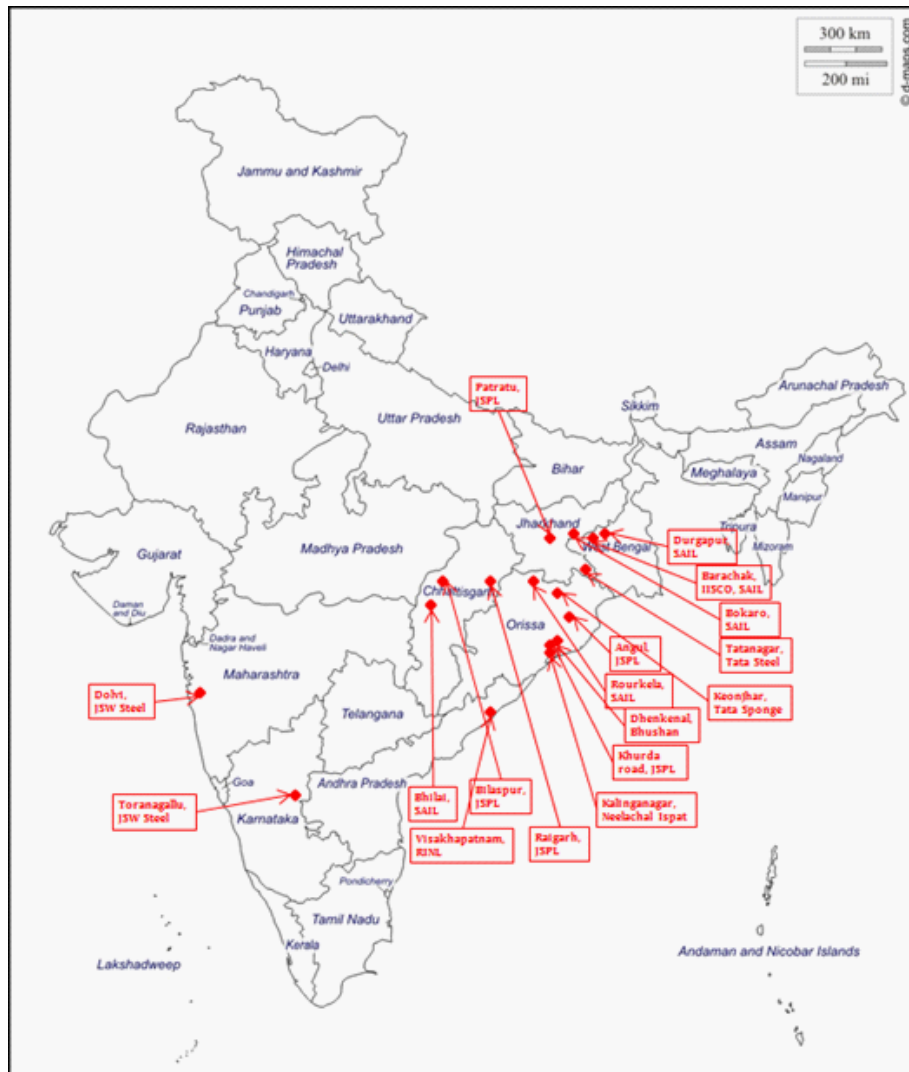 300 km
200 mi
© d-maps.com
Jammu and Kashmir
Himachal
Pradesh
Chandigarh
Punjab
Uttarakhand
Haryana
Delhi
Arunachal Pradesh
Patratu,
JSPL
Sikkim
Rajasthan
Uttar Pradesh
Assam
Nagaland
Meghalaya
Bihar
Manipur
Jharkhand
Tripura
West Bengal
Mizoram
Durgapur,
SAIL
Gujarat
Madhya Pradesh
Barachak,
IISCO, SAIL
Chhattisgarh
Daman
and Diu
Bokaro,
SAIL
Orissa
Dadra and
Nagar Haveli
Angul,
JSPL
Tatanagar,
Tata Steel
Maharashtra
Rourkela,
SAIL
Keonjhar,
Tata Sponge
Dolvi,
JSW Steel
Telangana
Dhenkenal,
Bhushan
Khurda
road, JSPL
Goa
Andhra Pradesh
Bhilai,
SAIL
Bilaspur,
JSPL
Kalinganagar,
Neelachal Ispat
Toranagallu,
JSW Steel
Karnataka
Visakhapatnam,
RINL
Raigarh,
JSPL
Pondicherry
Tamil Nadu
Kerala
Lakshadweep
Andaman and Nicobar Islands